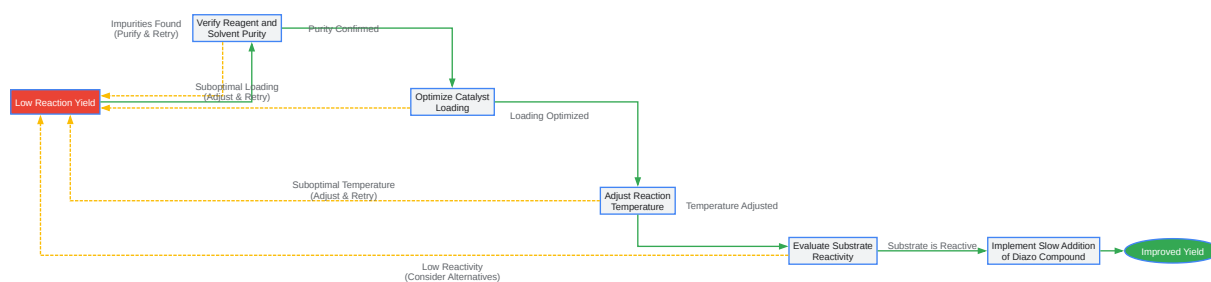 Impurities Found
(Purify & Retry)
Verify Reagent and
Solvent Purity
Purity Confirmed
Low Reaction Yield
Suboptimal Loading
(Adjust & Retry)
Optimize Catalyst
Loading
Loading Optimized
Suboptimal Temperature
(Adjust & Retry)
Adjust Reaction
Temperature
Temperature Adjusted
Evaluate Substrate
Reactivity
Substrate is Reactive
Implement Slow Addition
of Diazo Compound
Improved Yield
Low Reactivity
(Consider Alternatives)